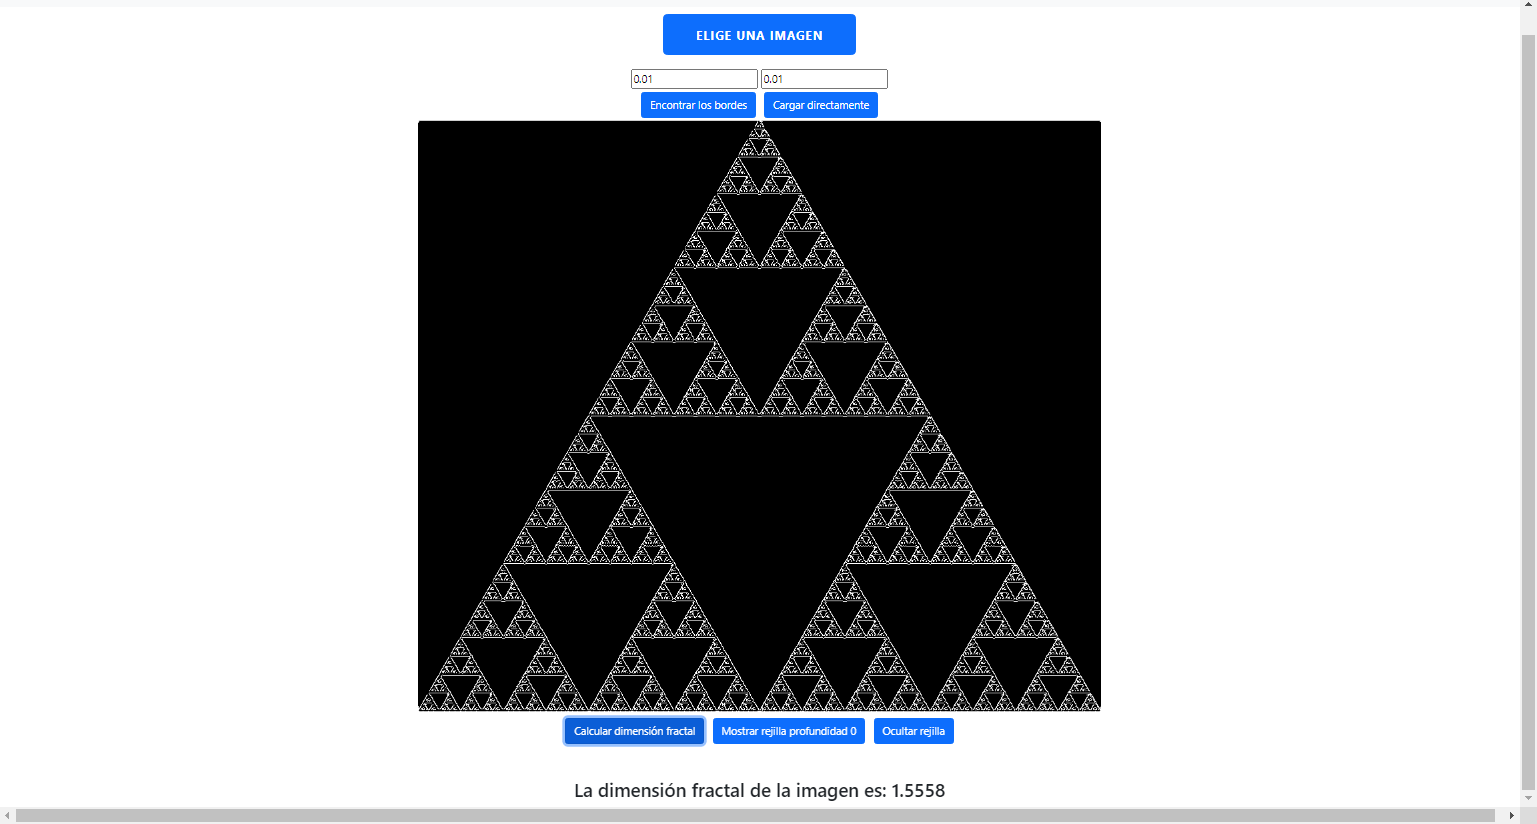 ELIGE UNA IMAGEN
0.01 0.01
Encontrar los bordes Cargar directamente
Calcular dimensión fractal Mostrar rejilla profundidad 0 Ocultar rejilla
La dimensión fractal de la imagen es: 1.5558